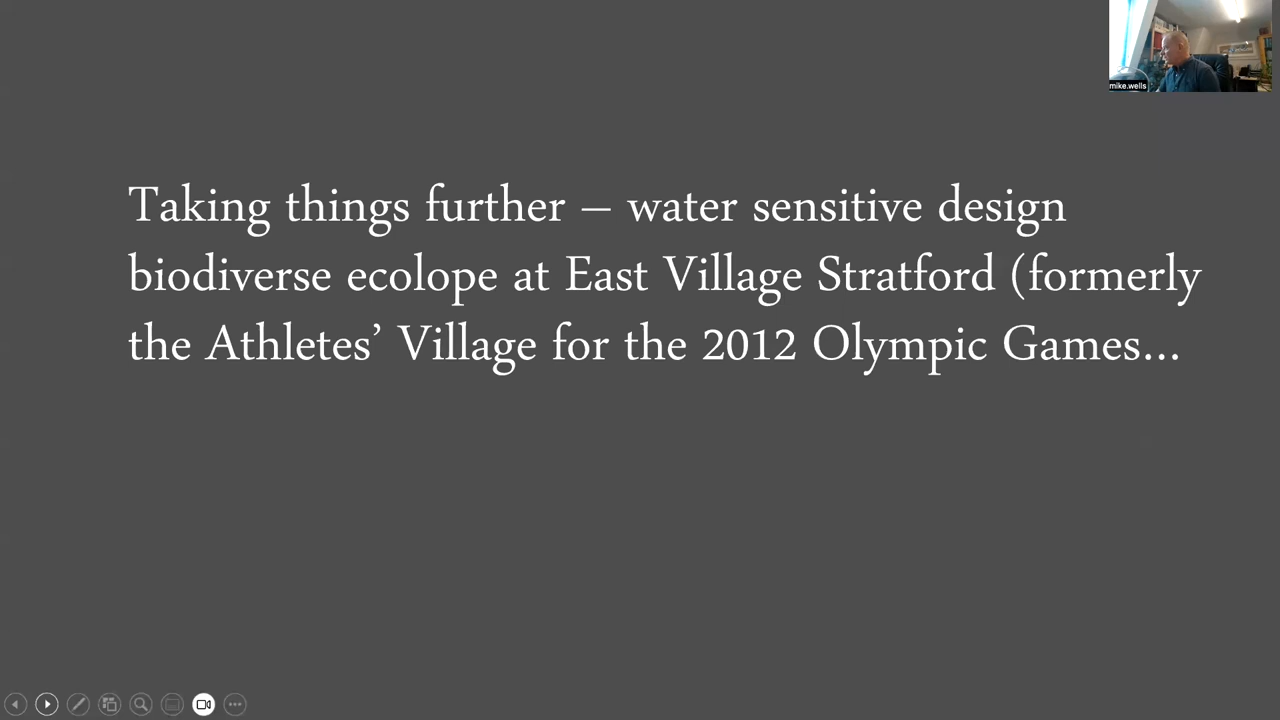 mike.wells
Taking things further – water sensitive design
biodiverse ecolope at East Village Stratford (formerly
the Athletes’ Village for the 2012 Olympic Games…